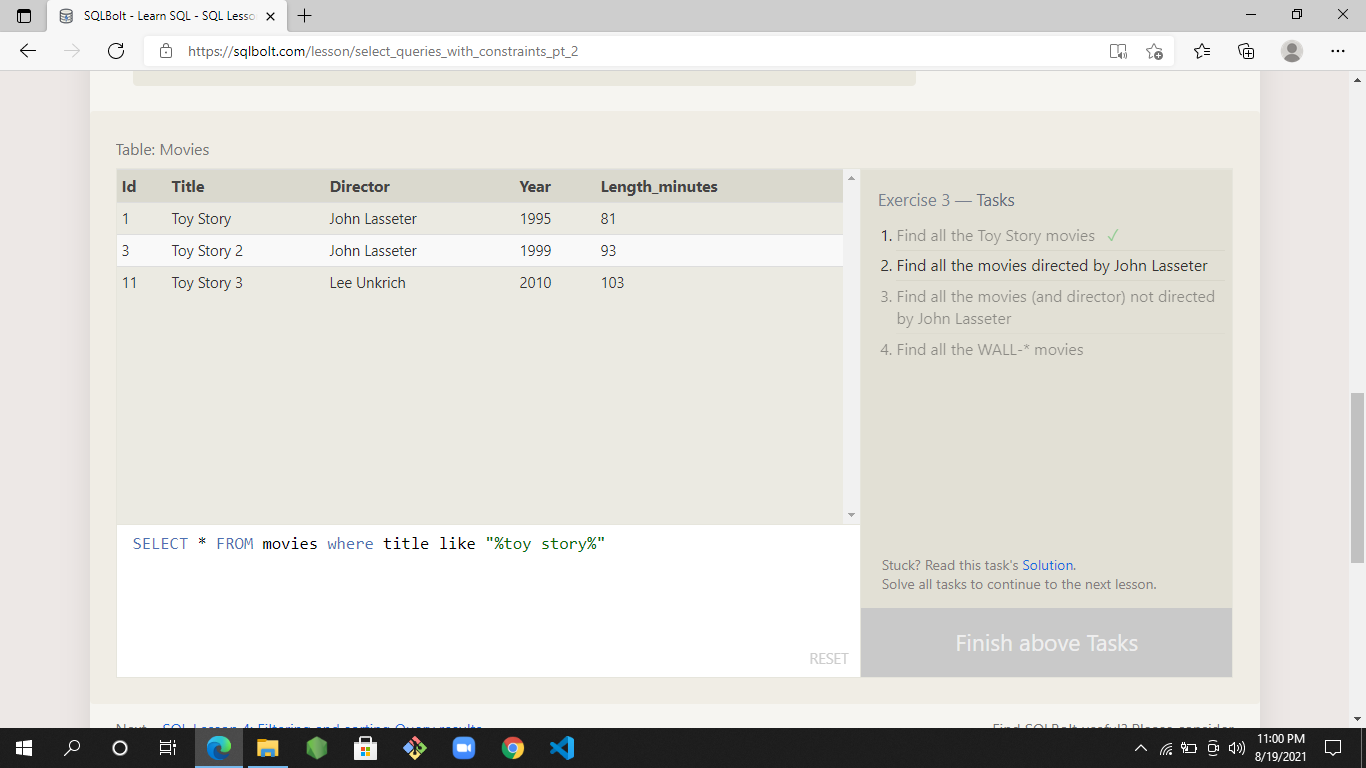 SQLBolt - Learn SQL - SQL Lesso
https://sqlbolt.com/lesson/select_queries_with_constraints_pt_2
Table: Movies
Id Title Director Year Length_minutes
1 Toy Story John Lasseter 1995 81
3 Toy Story 2 John Lasseter 1999 93
11 Toy Story 3 Lee Unkrich 2010 103
Exercise 3 — Tasks
1. Find all the Toy Story movies ✓
2. Find all the movies directed by John Lasseter
3. Find all the movies (and director) not directed
by John Lasseter
4. Find all the WALL-* movies
Stuck? Read this task's Solution.
Solve all tasks to continue to the next lesson.
Finish above Tasks
SELECT * FROM movies where title like "%toy story%"
RESET
Next – SQL Lesson 4: Filtering and sorting Query results
Find SQLBolt useful? Please consider
11:00 PM
8/19/2021